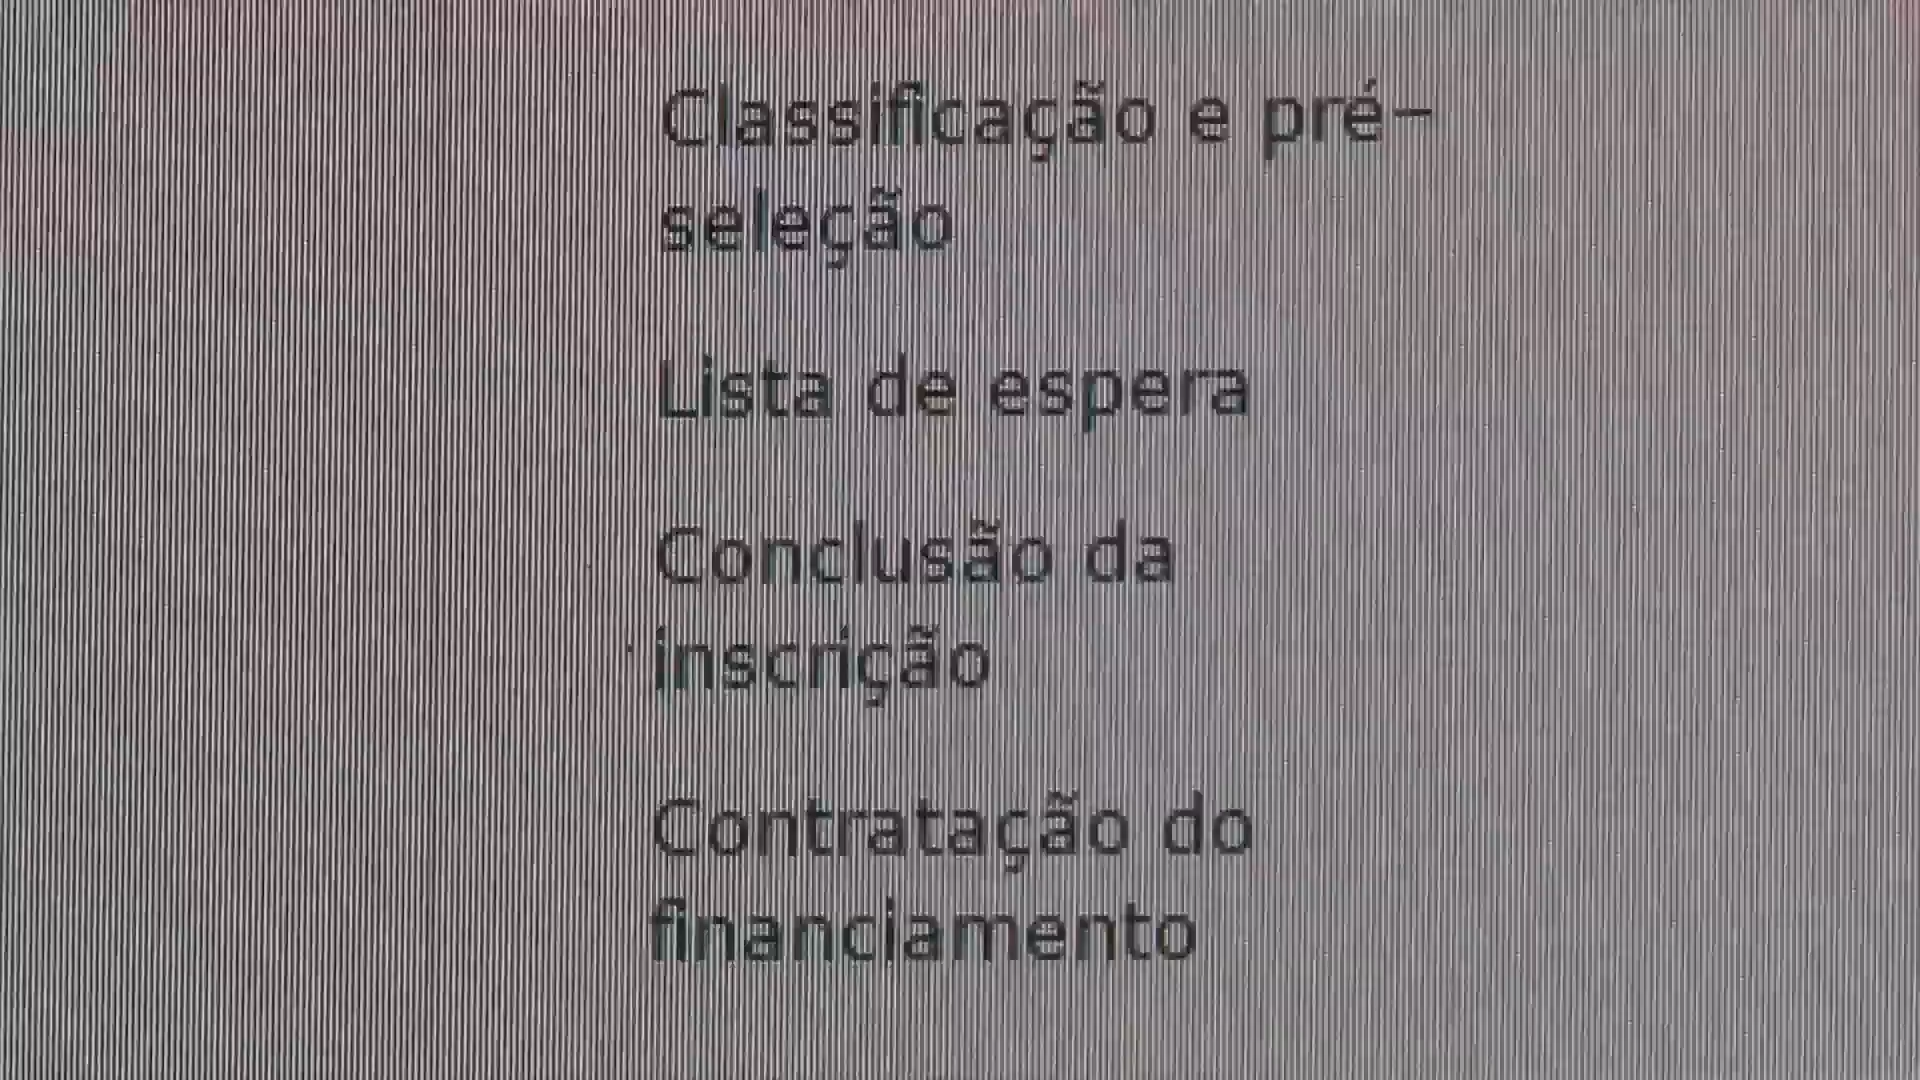 Classificação e pré-
seleção
Lista de espera
Conclusão da
inscrição
Contratação do
financiamento